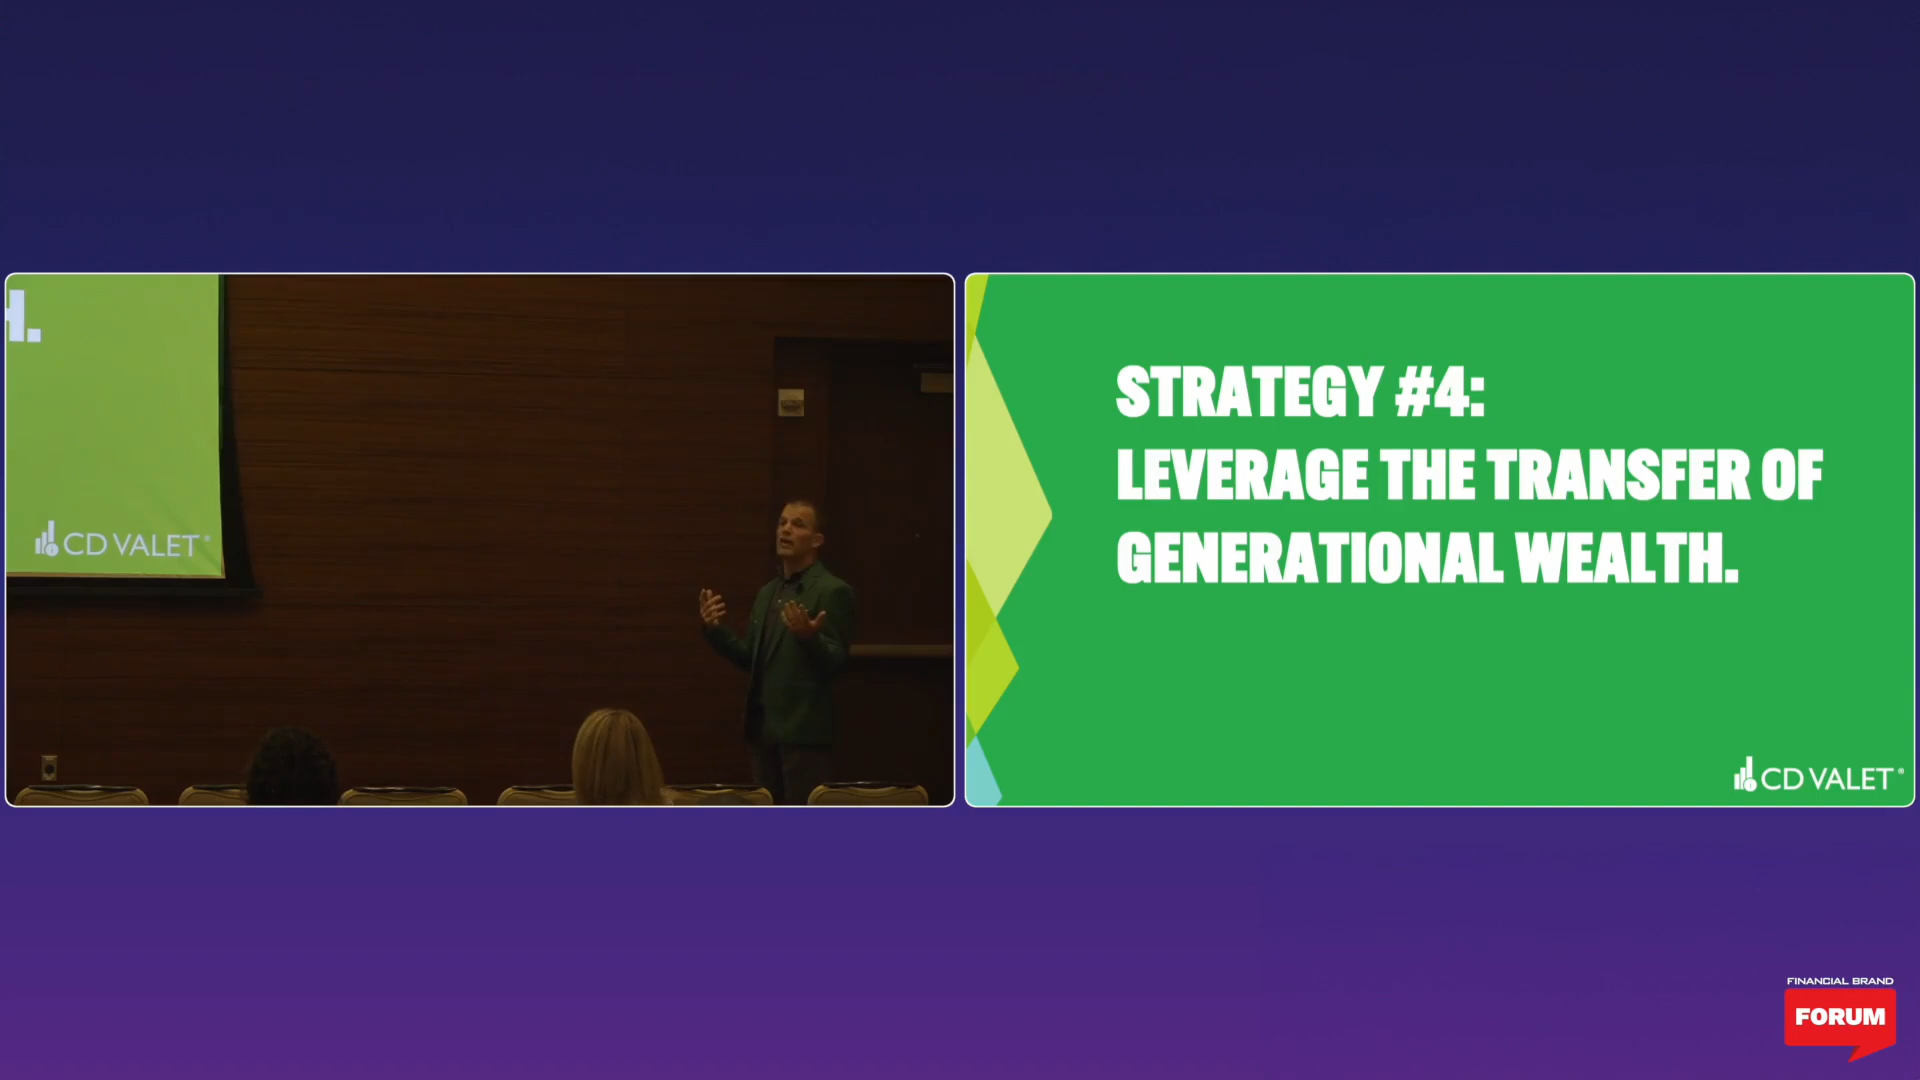 H.
CD VALET®
STRATEGY #4:
LEVERAGE THE TRANSFER OF
GENERATIONAL WEALTH.
CD VALET®
FINANCIAL BRAND
FORUM